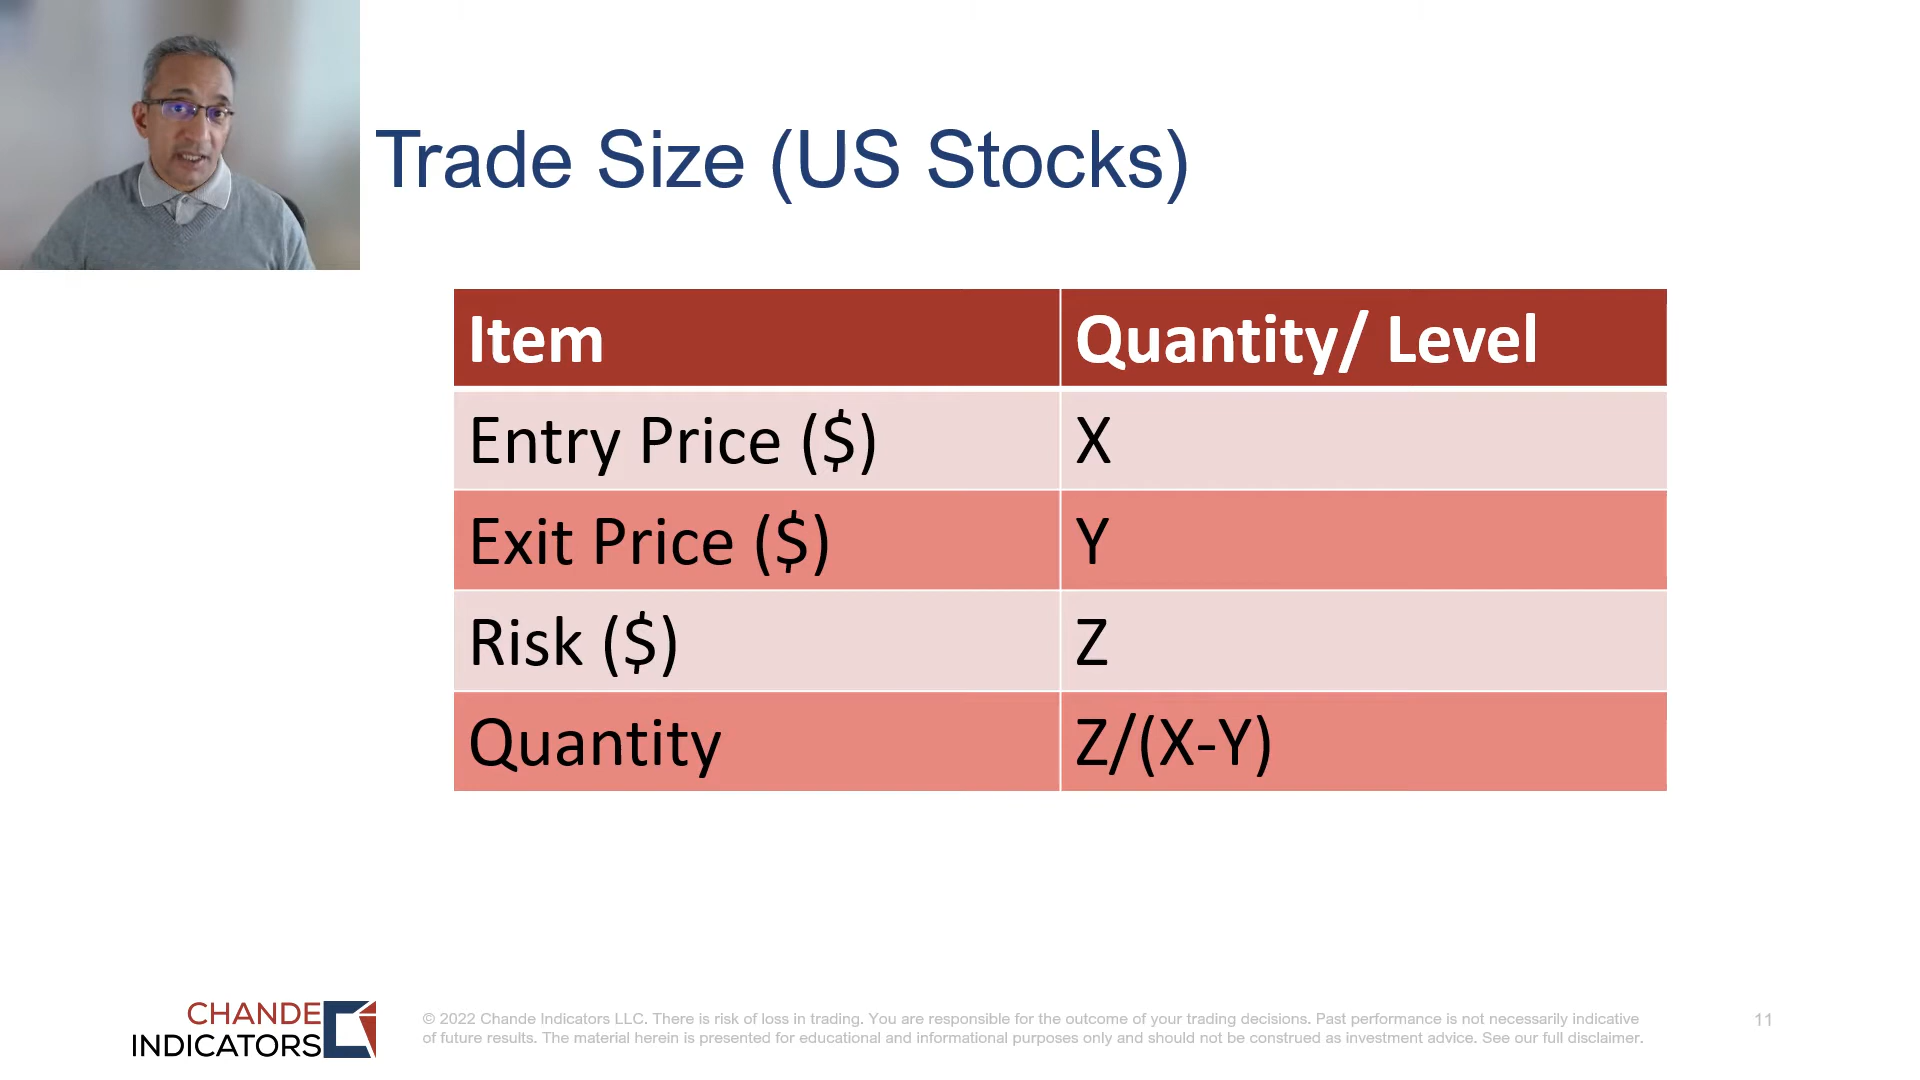 Trade Size (US Stocks)
Item
Quantity/ Level
Entry Price ($)
X
Exit Price ($)
Y
Risk ($)
Z
Quantity
Z/(X-Y)
CHANDE
INDICATORS
© 2022 Chande Indicators LLC. There is risk of loss in trading. You are responsible for the outcome of your trading decisions. Past performance is not necessarily indicative
of future results. The material herein is presented for educational and informational purposes only and should not be construed as investment advice. See our full disclaimer.
11